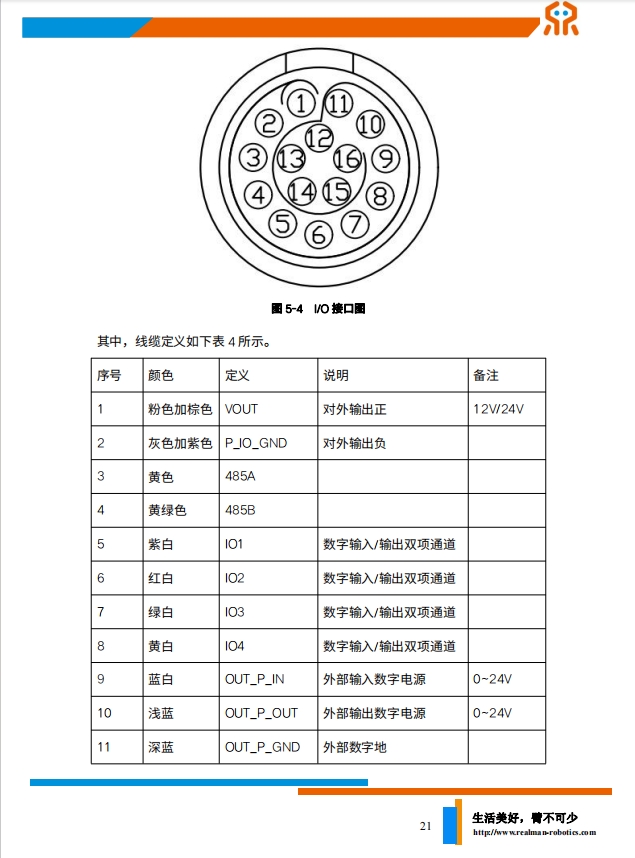 1 11
2 10
12
3 13 16 9
4 14 15 8
5 7
6
图 5-4 I/O 接口图
其中，线缆定义如下表 4 所示。
序号 颜色 定义 说明 备注
1 粉色加棕色 VOUT 对外输出正 12V/24V
2 灰色加紫色 P_IO_GND 对外输出负
3 黄色 485A
4 黄绿色 485B
5 紫白 IO1 数字输入/输出双项通道
6 红白 IO2 数字输入/输出双项通道
7 绿白 IO3 数字输入/输出双项通道
8 黄白 IO4 数字输入/输出双项通道
9 蓝白 OUT_P_IN 外部输入数字电源 0~24V
10 浅蓝 OUT_P_OUT 外部输出数字电源 0~24V
11 深蓝 OUT_P_GND 外部数字地
21
生活美好，臂不可少
http://www.realman-robotics.com